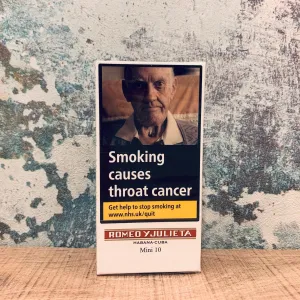 Smoking
causes
throat cancer
Get help to stop smoking at
www.nhs.uk/quit
ROMEO Y JULIETA
HABANA-CUBA
Mini 10